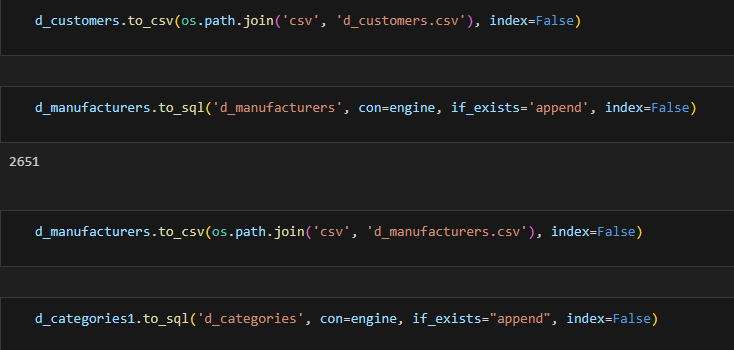 d_customers.to_csv(os.path.join('csv', 'd_customers.csv'), index=False)
d_manufacturers.to_sql('d_manufacturers', con=engine, if_exists='append', index=False)
2651
d_manufacturers.to_csv(os.path.join('csv', 'd_manufacturers.csv'), index=False)
d_categories1.to_sql('d_categories', con=engine, if_exists="append", index=False)